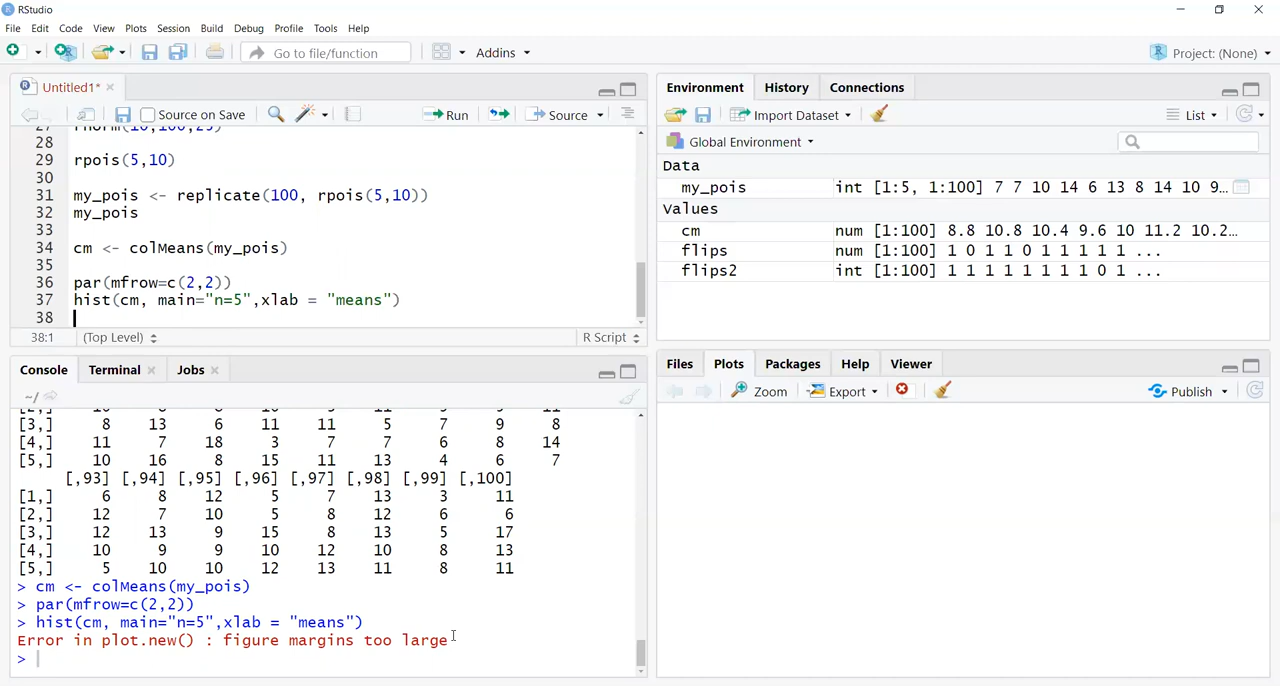 RStudio
File Edit Code View Plots Session Build Debug Profile Tools Help
Go to file/function Addins Project: (None)
Untitled1*
Source on Save Run Source
27 rnorm(10,100,25)
28
29 rpois(5,10)
30
31 my_pois <- replicate(100, rpois(5,10))
32 my_pois
33
34 cm <- colMeans(my_pois)
35
36 par(mfrow=c(2,2))
37 hist(cm, main="n=5",xlab = "means")
38
38:1 (Top Level) R Script
Console Terminal Jobs
~/
[3,] 8 13 6 11 11 5 7 9 8
[4,] 11 7 18 3 7 7 6 8 14
[5,] 10 16 8 15 11 13 4 6 7
[,93] [,94] [,95] [,96] [,97] [,98] [,99] [,100]
[1,] 6 8 12 5 7 13 3 11
[2,] 12 7 10 5 8 12 6 6
[3,] 12 13 9 15 8 13 5 17
[4,] 10 9 9 10 12 10 8 13
[5,] 5 10 10 12 13 11 8 11
> cm <- colMeans(my_pois)
> par(mfrow=c(2,2))
> hist(cm, main="n=5",xlab = "means")
Error in plot.new() : figure margins too large
>
Environment History Connections
Import Dataset List
Global Environment
Data
my_pois int [1:5, 1:100] 7 7 10 14 6 13 8 14 10 9…
Values
cm num [1:100] 8.8 10.8 10.4 9.6 10 11.2 10.2…
flips num [1:100] 1 0 1 1 0 1 1 1 1 1 ...
flips2 int [1:100] 1 1 1 1 1 1 1 1 0 1 ...
Files Plots Packages Help Viewer
Zoom Export Publish